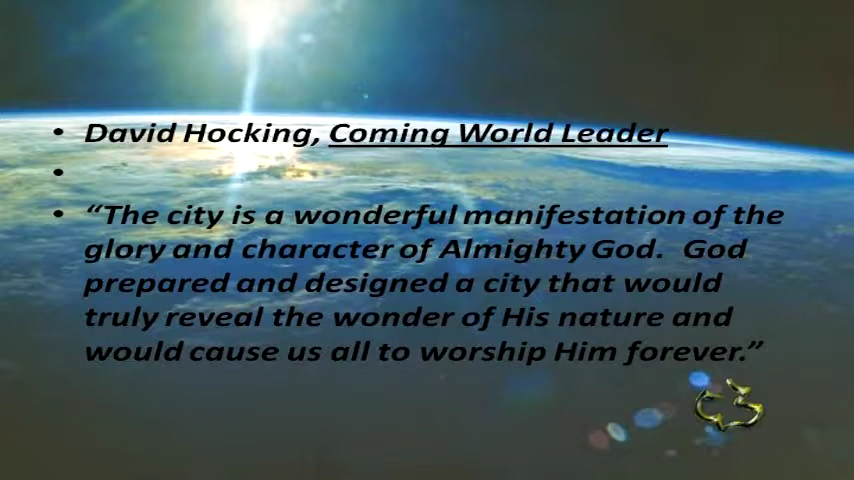 • David Hocking, Coming World Leader
•
• “The city is a wonderful manifestation of the
glory and character of Almighty God.  God
prepared and designed a city that would
truly reveal the wonder of His nature and
would cause us all to worship Him forever.”